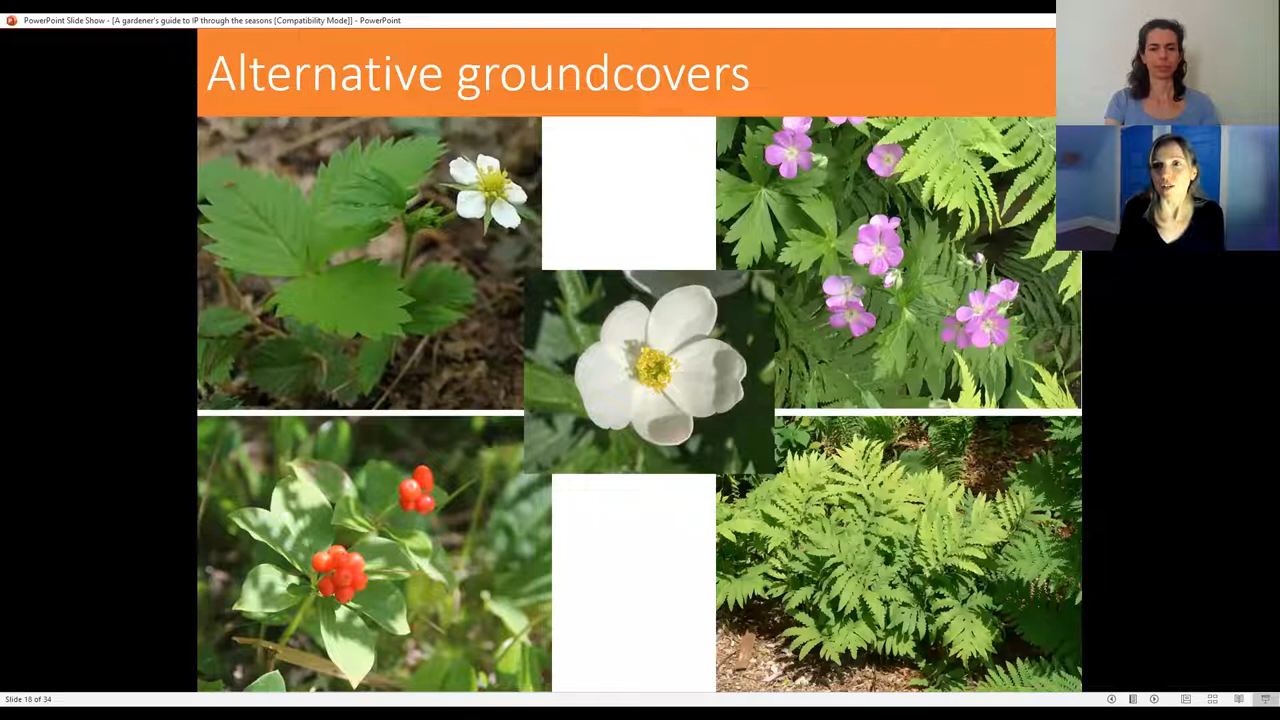 PowerPoint Slide Show - [A gardener's guide to IP through the seasons [Compatibility Mode]] - PowerPoint
Alternative groundcovers
Slide 18 of 34